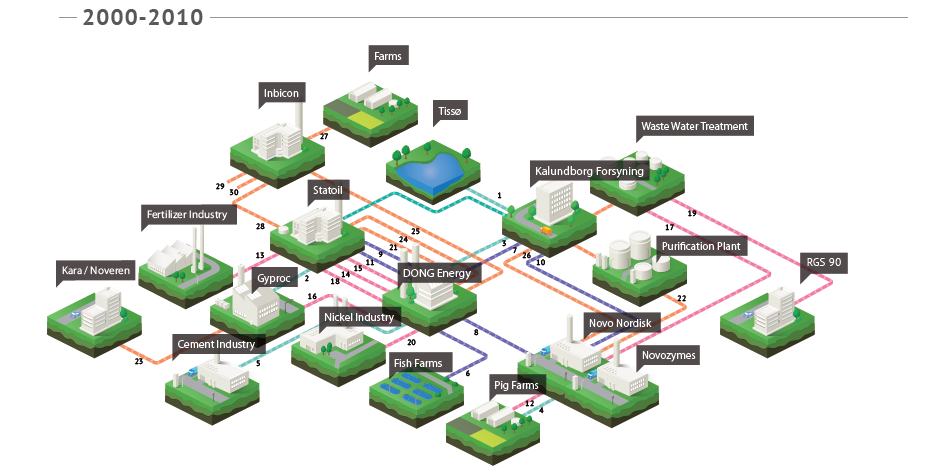 2000-2010
Farms
Inbicon
Tissø
Waste Water Treatment
27
Kalundborg Forsyning
29
30
Statoil
1
Fertilizer Industry
19
28
17
25
24
3
21
7
Purification Plant
13
9
26
10
RGS 90
11
Kara / Noveren
Gyproc
2
15
14
18
DONG Energy
16
22
Nickel Industry
Novo Nordisk
8
Cement Industry
20
Novozymes
23
5
Fish Farms
6
Pig Farms
12
4